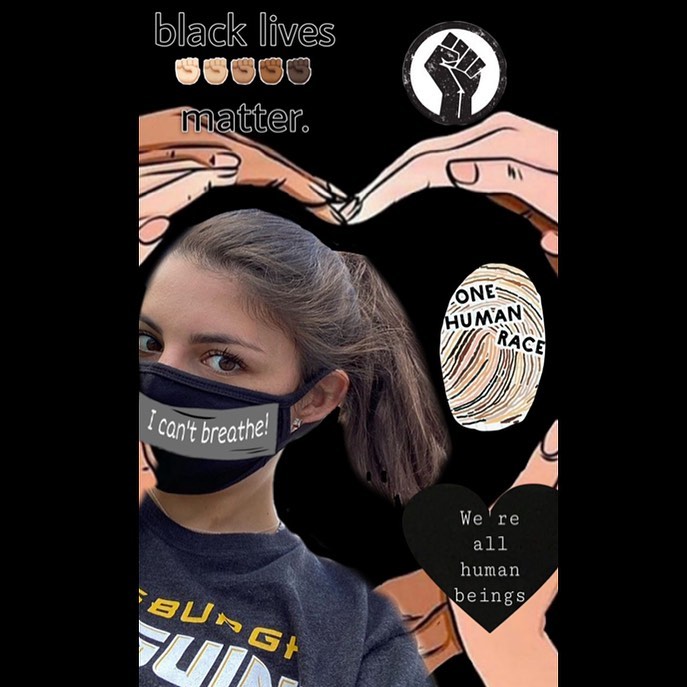 black lives
✊🏻✊🏼✊🏽✊🏾✊🏿
matter.
ONE
HUMAN
RACE
I can't breathe!
We're
all
human
beings